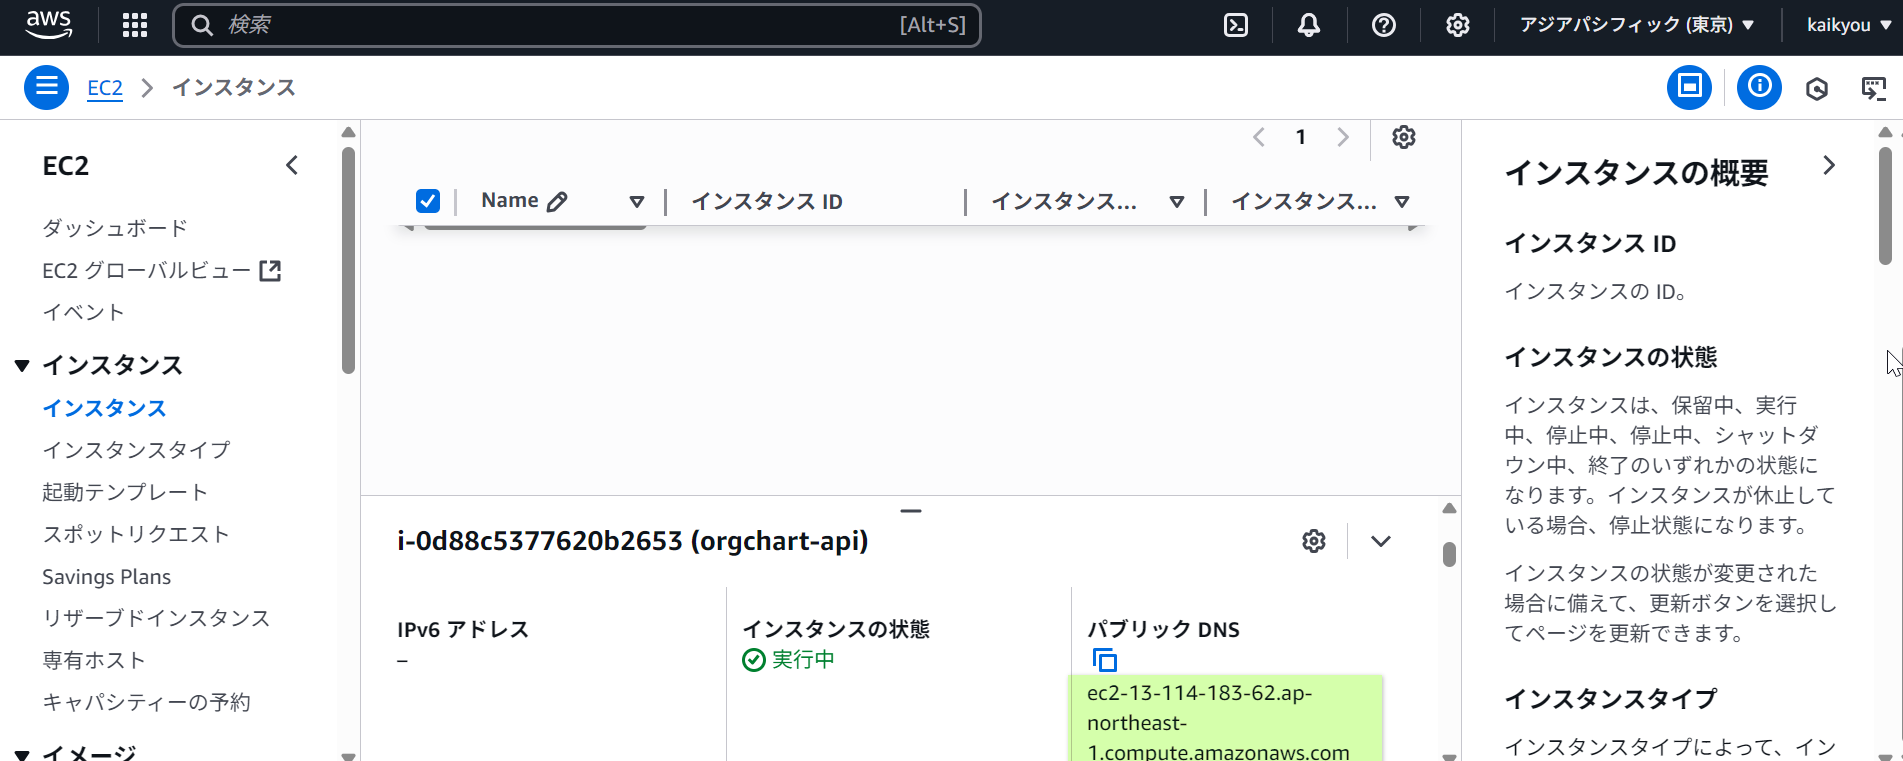 aws
検索
[Alt+S]
アジアパシフィック (東京)
kaikyou
EC2
インスタンス
EC2
ダッシュボード
EC2 グローバルビュー
イベント
インスタンス
インスタンス
インスタンスタイプ
起動テンプレート
スポットリクエスト
Savings Plans
リザーブドインスタンス
専有ホスト
キャパシティーの予約
イメージ
1
Name
インスタンス ID
インスタンス...
インスタンス...
i-0d88c5377620b2653 (orgchart-api)
IPv6 アドレス
–
インスタンスの状態
実行中
パブリック DNS
ec2-13-114-183-62.ap-
northeast-
1.compute.amazonaws.com
インスタンスの概要
インスタンス ID
インスタンスの ID。
インスタンスの状態
インスタンスは、保留中、実行
中、停止中、停止中、シャットダ
ウン中、終了のいずれかの状態に
なります。インスタンスが休止して
いる場合、停止状態になります。
インスタンスの状態が変更された
場合に備えて、更新ボタンを選択し
てページを更新できます。
インスタンスタイプ
インスタンスタイプによって、イン